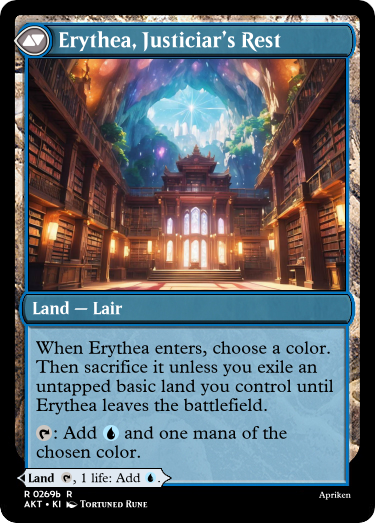 Erythea, Justiciar's Rest
Land — Lair
When Erythea enters, choose a color.
Then sacrifice it unless you exile an
untapped basic land you control until
Erythea leaves the battlefield.
: Add and one mana of the
chosen color.
Land , 1 life: Add .
R 0269b R
AKT • KI Tortured Rune
Apriken